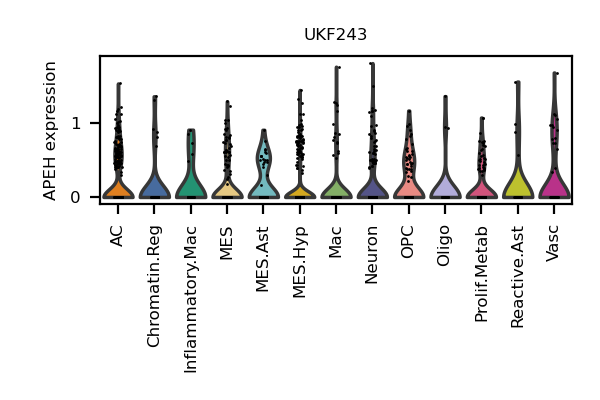 UKF243
APEH expression
1
0
AC
Chromatin.Reg
Inflammatory.Mac
MES
MES.Ast
MES.Hyp
Mac
Neuron
OPC
Oligo
Prolif.Metab
Reactive.Ast
Vasc